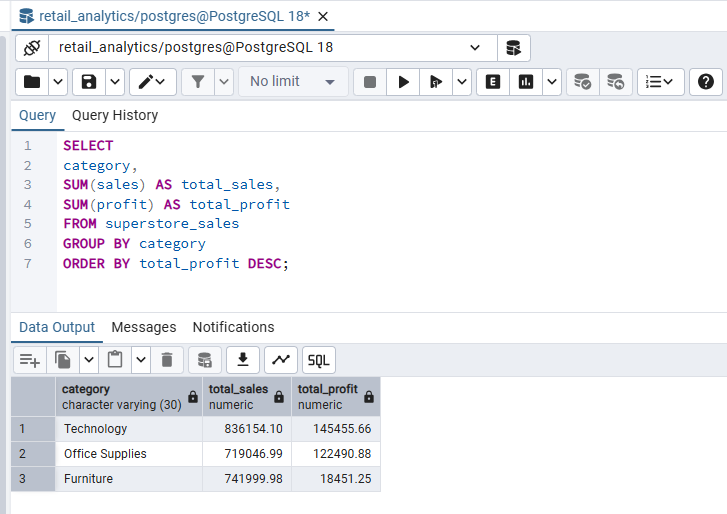 retail_analytics/postgres@PostgreSQL 18*
retail_analytics/postgres@PostgreSQL 18
No limit
E
Query Query History
1 SELECT
2 category,
3 SUM(sales) AS total_sales,
4 SUM(profit) AS total_profit
5 FROM superstore_sales
6 GROUP BY category
7 ORDER BY total_profit DESC;
Data Output Messages Notifications
SQL
category total_sales total_profit
character varying (30) numeric numeric
1 Technology 836154.10 145455.66
2 Office Supplies 719046.99 122490.88
3 Furniture 741999.98 18451.25